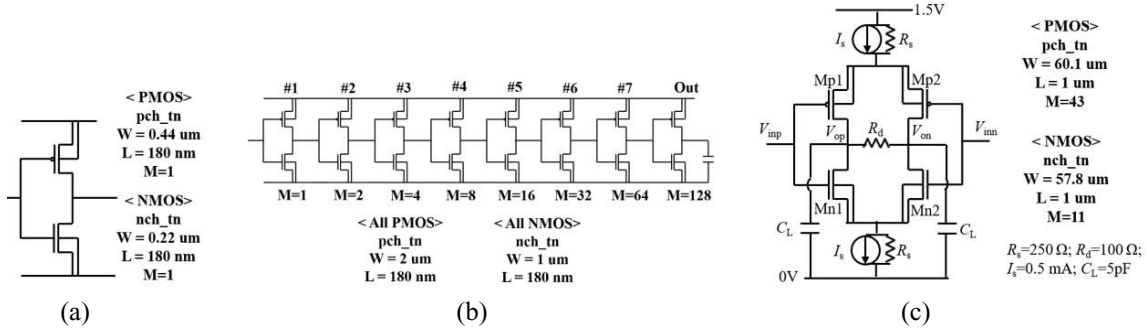 < PMOS>
pch_tn
W = 0.44 um
L = 180 nm
M=1
<NMOS>
nch_tn
W = 0.22 um
L = 180 nm
M=1
(a)
#1 #2 #3 #4 #5 #6 #7 Out
M=1 M=2 M=4 M=8 M=16 M=32 M=64 M=128
<All PMOS>
pch_tn
W = 2 um
L = 180 nm
<All NMOS>
nch_tn
W = 1 um
L = 180 nm
(b)
1.5V
Is Rs
Mp1 Mp2
Vinp Vop Rd Von Vinn
Mn1 Mn2
CL CL
Is Rs
0V
< PMOS>
pch_tn
W = 60.1 um
L = 1 um
M=43
<NMOS>
nch_tn
W = 57.8 um
L = 1 um
M=11
Rs=250 Ω; Rd=100 Ω;
Is=0.5 mA; CL=5pF
(c)